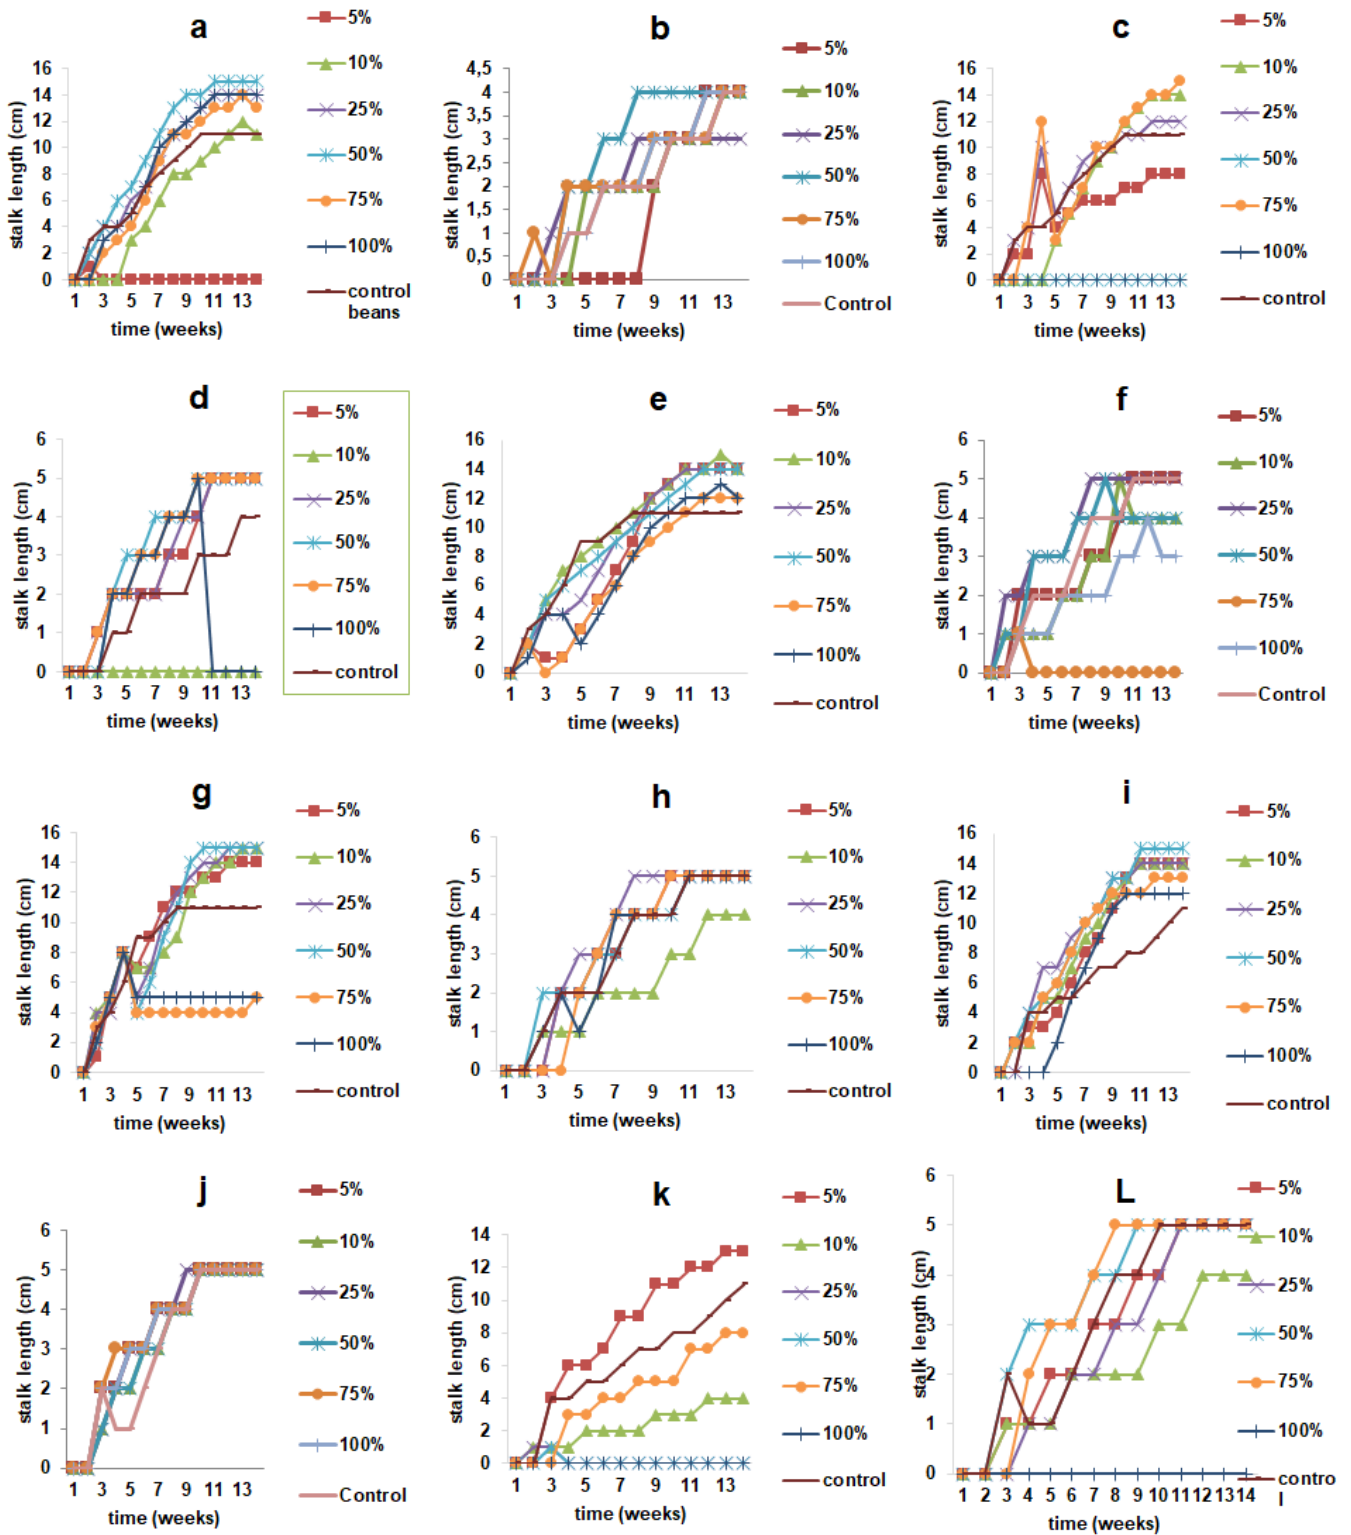 a
16
14
12
10
8
6
4
2
0
1 3 5 7 9 11 13
stalk length (cm)
time (weeks)
5%
10%
25%
50%
75%
100%
control
beans
b
4,5
4
3,5
3
2,5
2
1,5
1
0,5
0
1 3 5 7 9 11 13
stalk length (cm)
time (weeks)
5%
10%
25%
50%
75%
100%
Control
c
16
14
12
10
8
6
4
2
0
1 3 5 7 9 11 13
stalk length (cm)
time (weeks)
5%
10%
25%
50%
75%
100%
control
d
6
5
4
3
2
1
0
1 3 5 7 9 11 13
stalk length (cm)
time (weeks)
5%
10%
25%
50%
75%
100%
control
e
16
14
12
10
8
6
4
2
0
1 3 5 7 9 11 13
stalk length (cm)
time (weeks)
5%
10%
25%
50%
75%
100%
control
f
6
5
4
3
2
1
0
1 3 5 7 9 11 13
stalk length (cm)
time (weeks)
5%
10%
25%
50%
75%
100%
Control
g
16
14
12
10
8
6
4
2
0
1 3 5 7 9 11 13
stalk length (cm)
time (weeks)
5%
10%
25%
50%
75%
100%
control
h
6
5
4
3
2
1
0
1 3 5 7 9 11 13
stalk length (cm)
time (weeks)
5%
10%
25%
50%
75%
100%
control
i
16
14
12
10
8
6
4
2
0
1 3 5 7 9 11 13
stalk length (cm)
time (weeks)
5%
10%
25%
50%
75%
100%
control
j
6
5
4
3
2
1
0
1 3 5 7 9 11 13
stalk length (cm)
time (weeks)
5%
10%
25%
50%
75%
100%
Control
k
14
12
10
8
6
4
2
0
1 3 5 7 9 11 13
stalk length (cm)
time (weeks)
5%
10%
25%
50%
75%
100%
control
L
6
5
4
3
2
1
0
1 2 3 4 5 6 7 8 9 10 11 12 13 14
stalk length (cm)
time (weeks)
5%
10%
25%
50%
75%
100%
contro
l